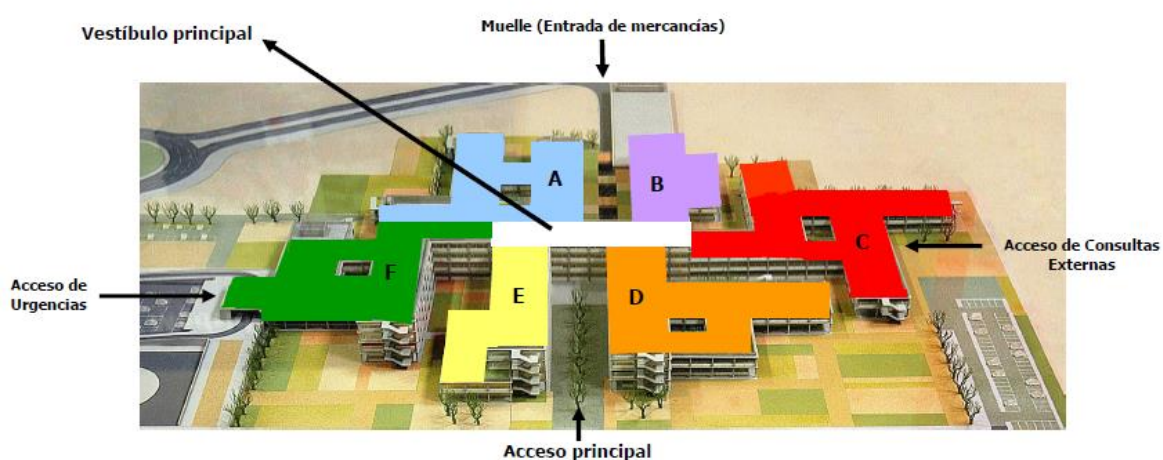 Muelle (Entrada de mercancías)
Vestíbulo principal
A
B
C
Acceso de Consultas
Externas
F
Acceso de
Urgencias
E
D
Acceso principal